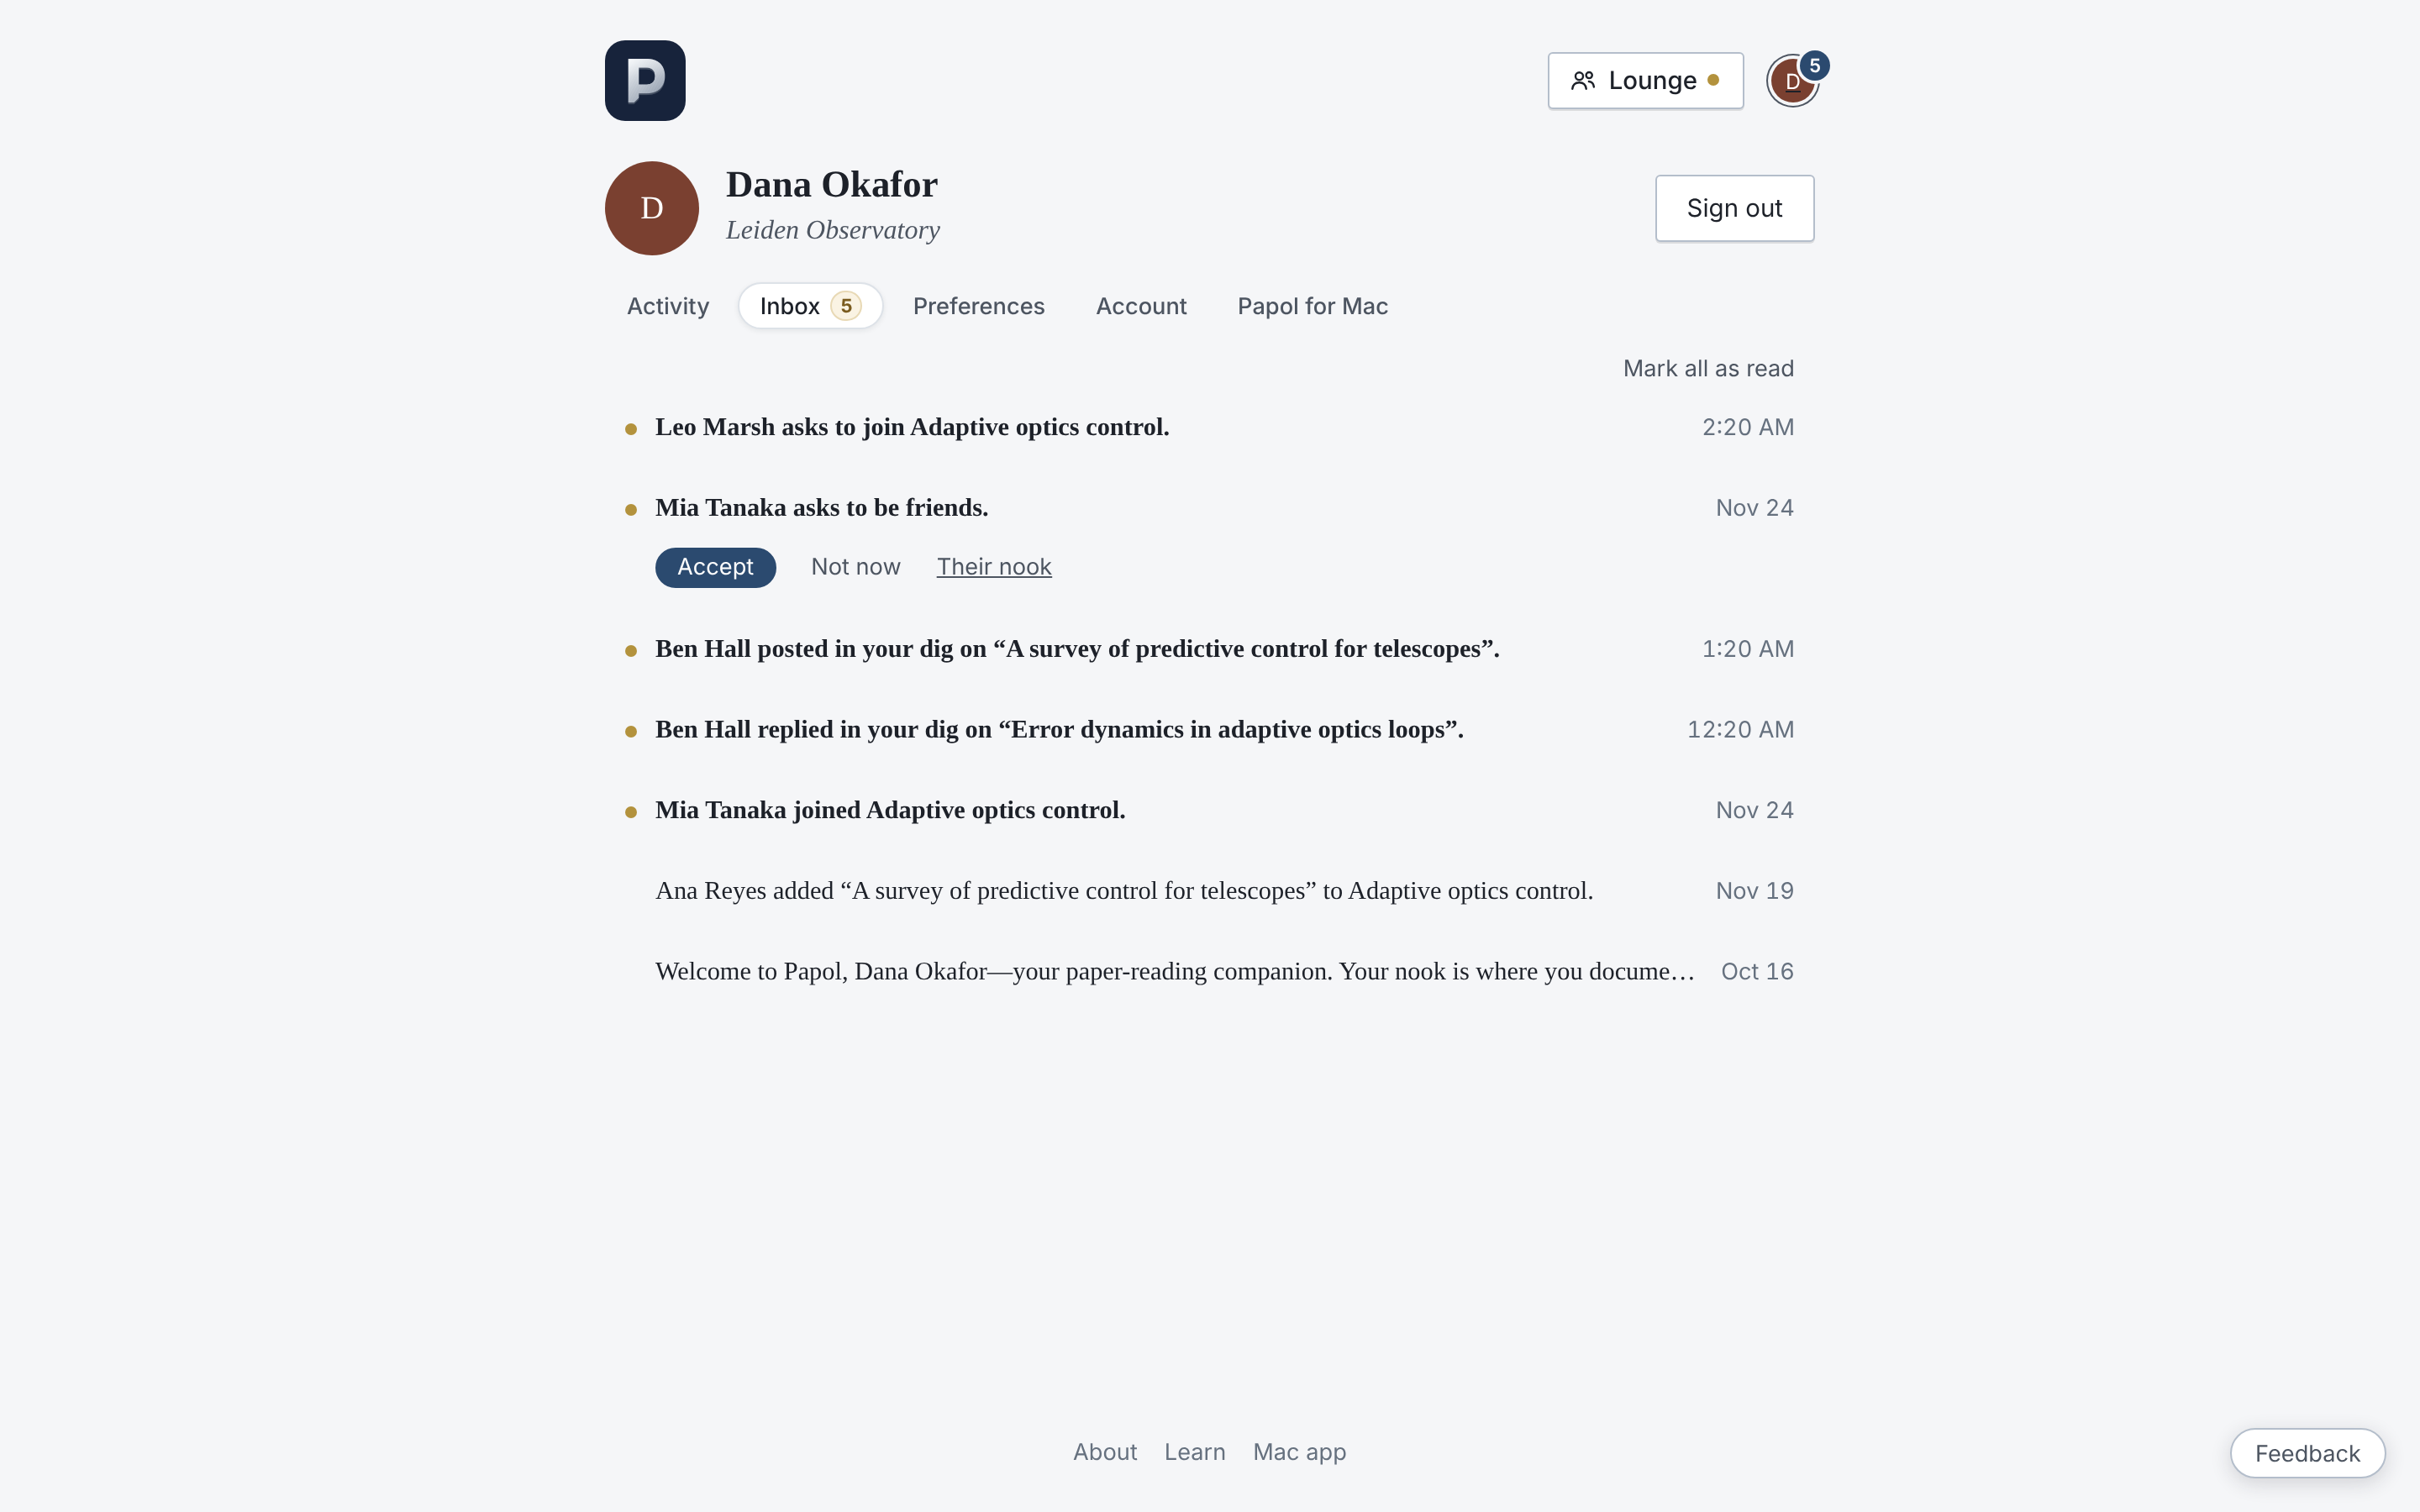 P
Lounge
D
5
D
Dana Okafor
Leiden Observatory
Sign out
Activity
Inbox 5
Preferences
Account
Papol for Mac
Mark all as read
Leo Marsh asks to join Adaptive optics control. 2:20 AM
Mia Tanaka asks to be friends. Nov 24
Accept Not now Their nook
Ben Hall posted in your dig on “A survey of predictive control for telescopes”. 1:20 AM
Ben Hall replied in your dig on “Error dynamics in adaptive optics loops”. 12:20 AM
Mia Tanaka joined Adaptive optics control. Nov 24
Ana Reyes added “A survey of predictive control for telescopes” to Adaptive optics control. Nov 19
Welcome to Papol, Dana Okafor—your paper-reading companion. Your nook is where you docume… Oct 16
About Learn Mac app
Feedback